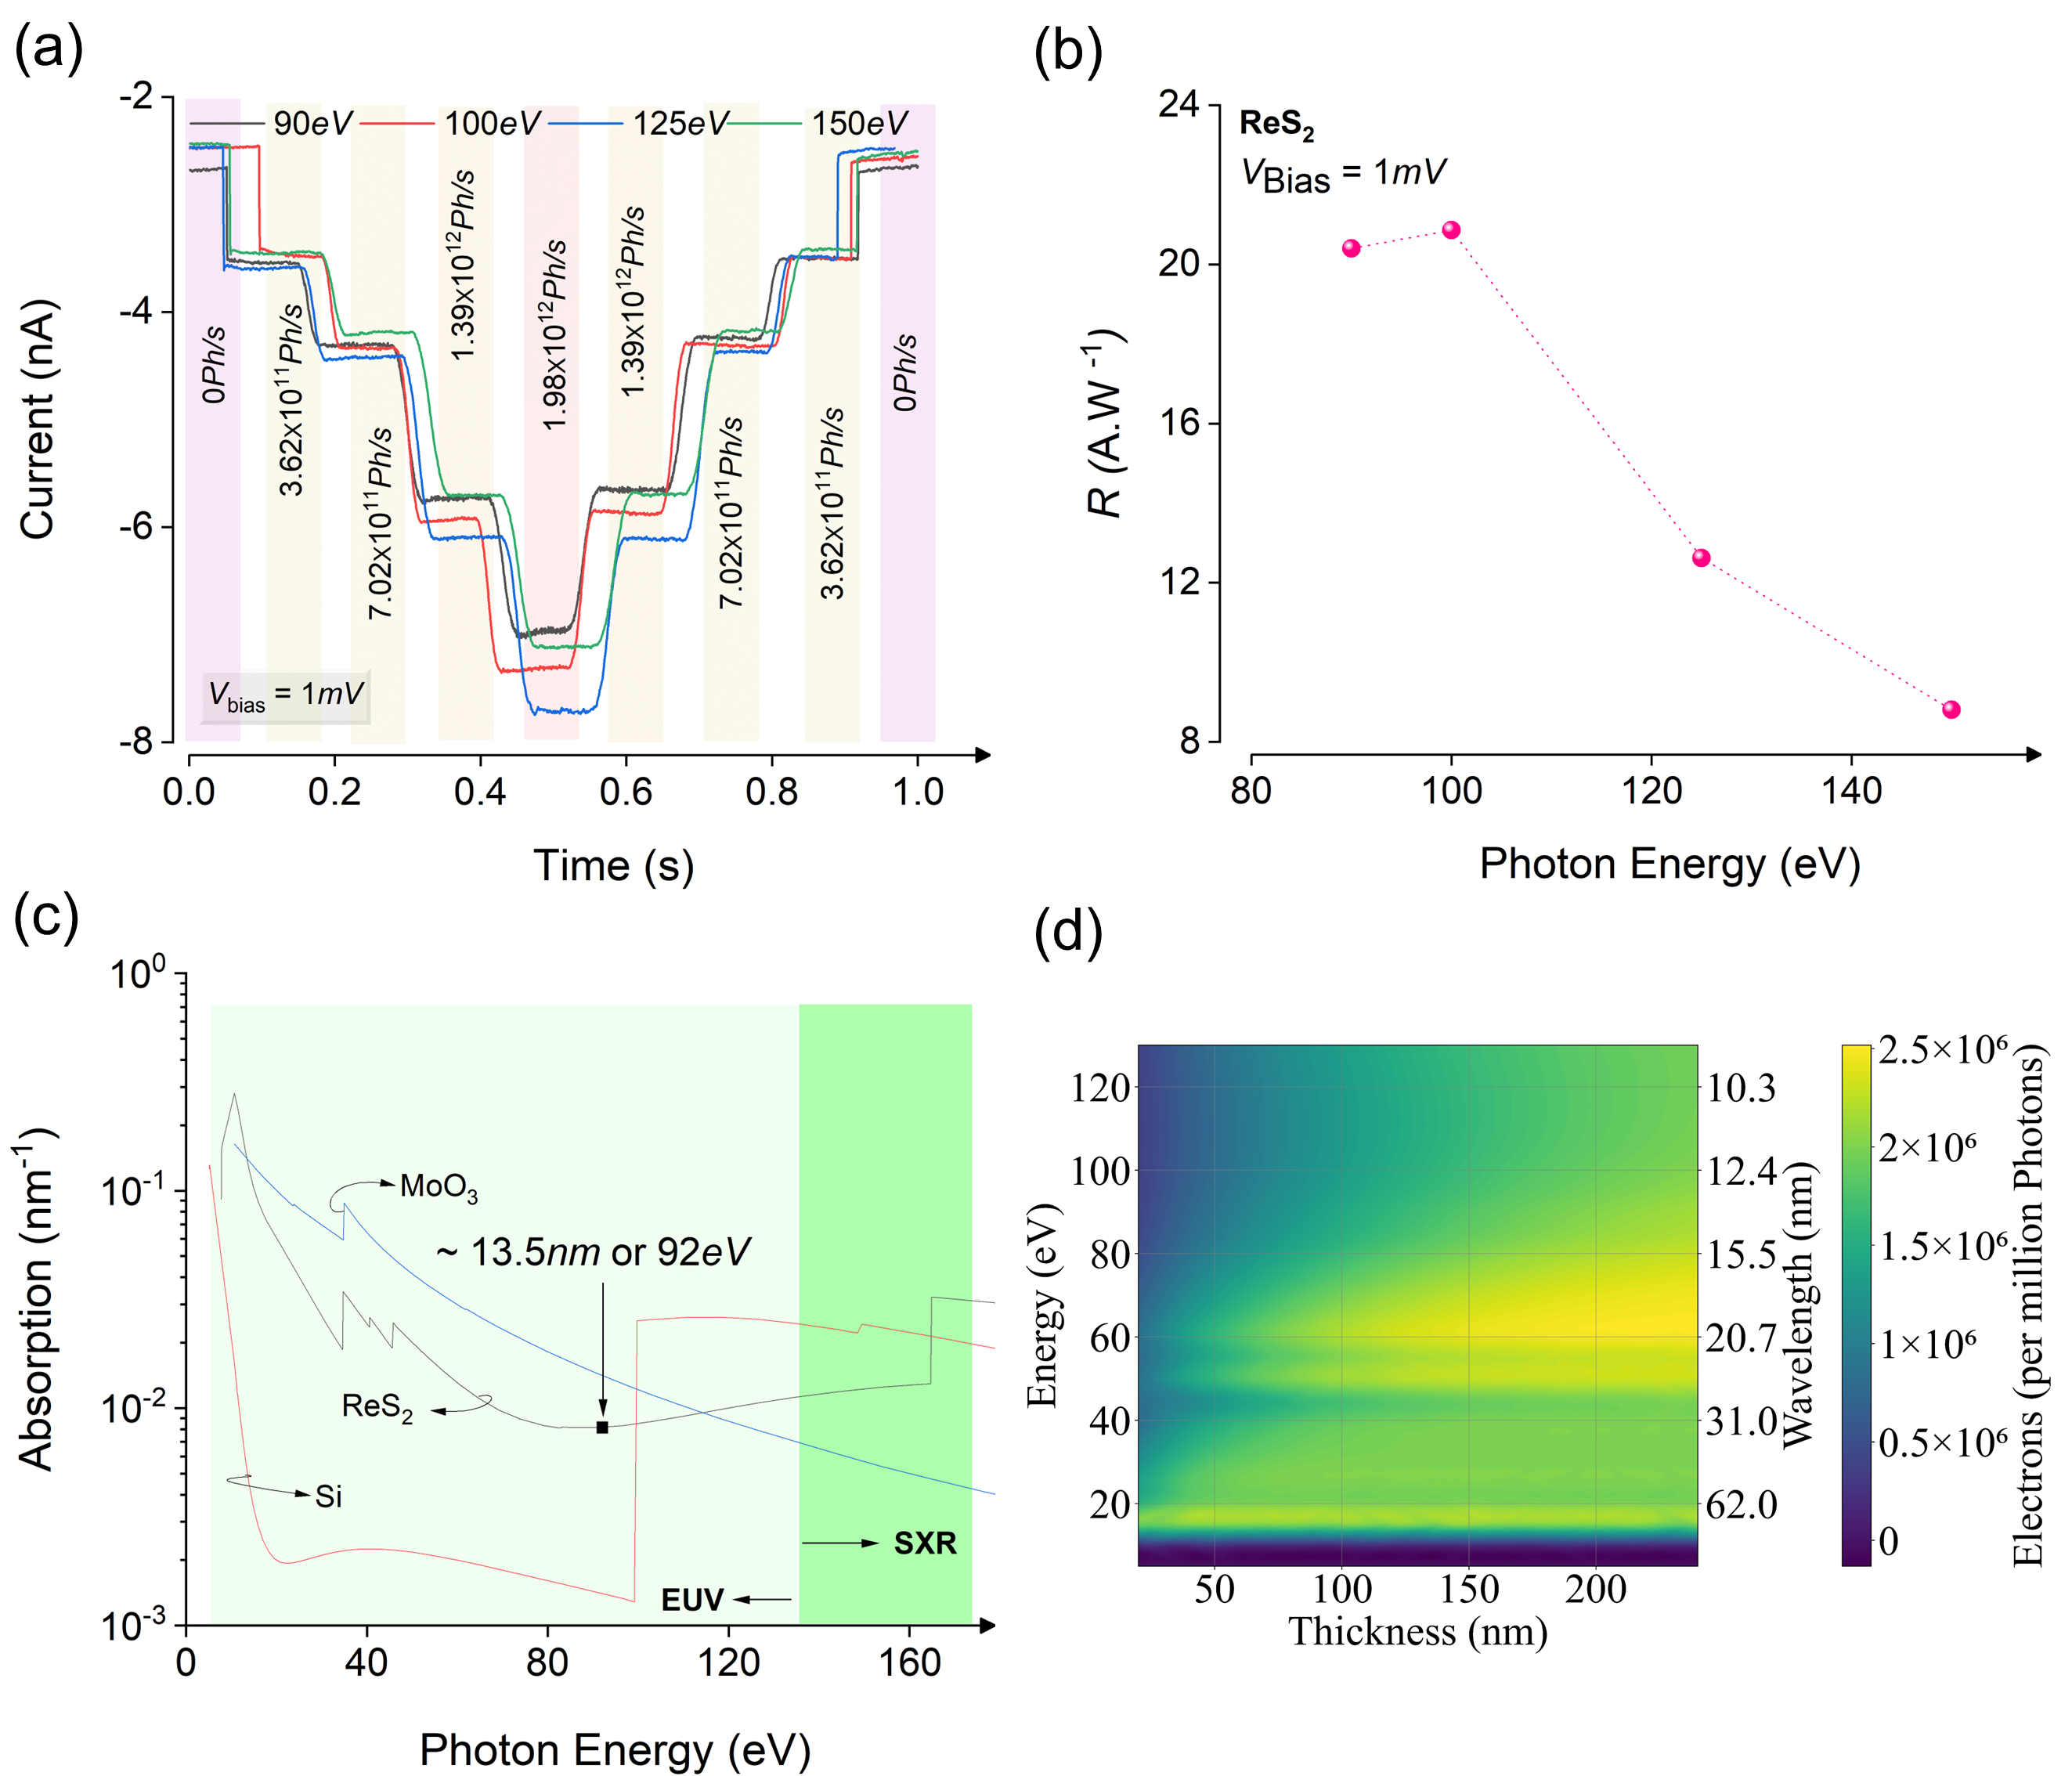 (a)
-2
-4
-6
-8
Current (nA)
90eV
100eV
125eV
150eV
0Ph/s
3.62x10¹¹Ph/s
7.02x10¹¹Ph/s
1.39x10¹²Ph/s
1.98x10¹²Ph/s
1.39x10¹²Ph/s
7.02x10¹¹Ph/s
3.62x10¹¹Ph/s
0Ph/s
Vbias = 1mV
0.0 0.2 0.4 0.6 0.8 1.0
Time (s)
(b)
24
20
16
12
8
R (A.W⁻¹)
ReS₂
VBias = 1mV
80 100 120 140
Photon Energy (eV)
(c)
10⁰
10⁻¹
10⁻²
10⁻³
Absorption (nm⁻¹)
MoO₃
~ 13.5nm or 92eV
ReS₂
Si
SXR
EUV
0 40 80 120 160
Photon Energy (eV)
(d)
120
100
80
60
40
20
Energy (eV)
10.3
12.4
15.5
20.7
31.0
62.0
Wavelength (nm)
50 100 150 200
Thickness (nm)
2.5×10⁶
2×10⁶
1.5×10⁶
1×10⁶
0.5×10⁶
0
Electrons (per million Photons)